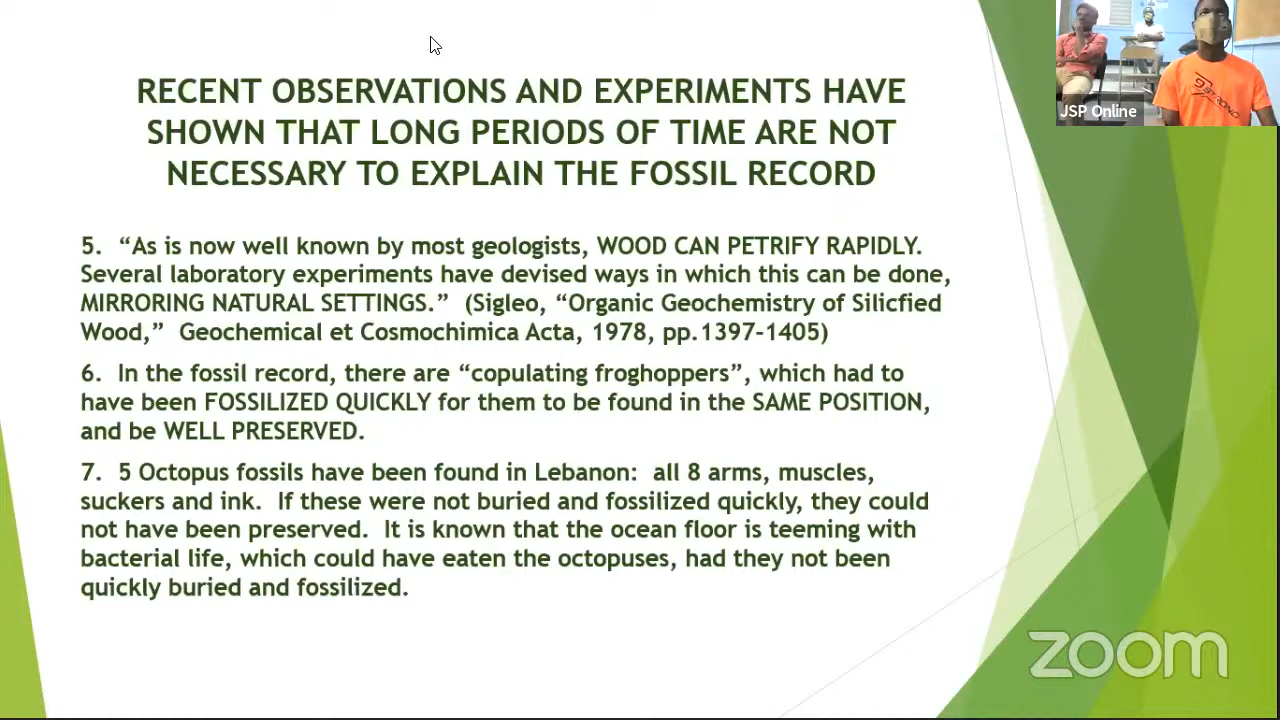 RECENT OBSERVATIONS AND EXPERIMENTS HAVE
SHOWN THAT LONG PERIODS OF TIME ARE NOT
NECESSARY TO EXPLAIN THE FOSSIL RECORD
5. “As is now well known by most geologists, WOOD CAN PETRIFY RAPIDLY.
Several laboratory experiments have devised ways in which this can be done,
MIRRORING NATURAL SETTINGS.” (Sigleo, “Organic Geochemistry of Silicfied
Wood,” Geochemical et Cosmochimica Acta, 1978, pp.1397-1405)
6. In the fossil record, there are “copulating froghoppers”, which had to
have been FOSSILIZED QUICKLY for them to be found in the SAME POSITION,
and be WELL PRESERVED.
7. 5 Octopus fossils have been found in Lebanon: all 8 arms, muscles,
suckers and ink. If these were not buried and fossilized quickly, they could
not have been preserved. It is known that the ocean floor is teeming with
bacterial life, which could have eaten the octopuses, had they not been
quickly buried and fossilized.
JSP Online
zoom